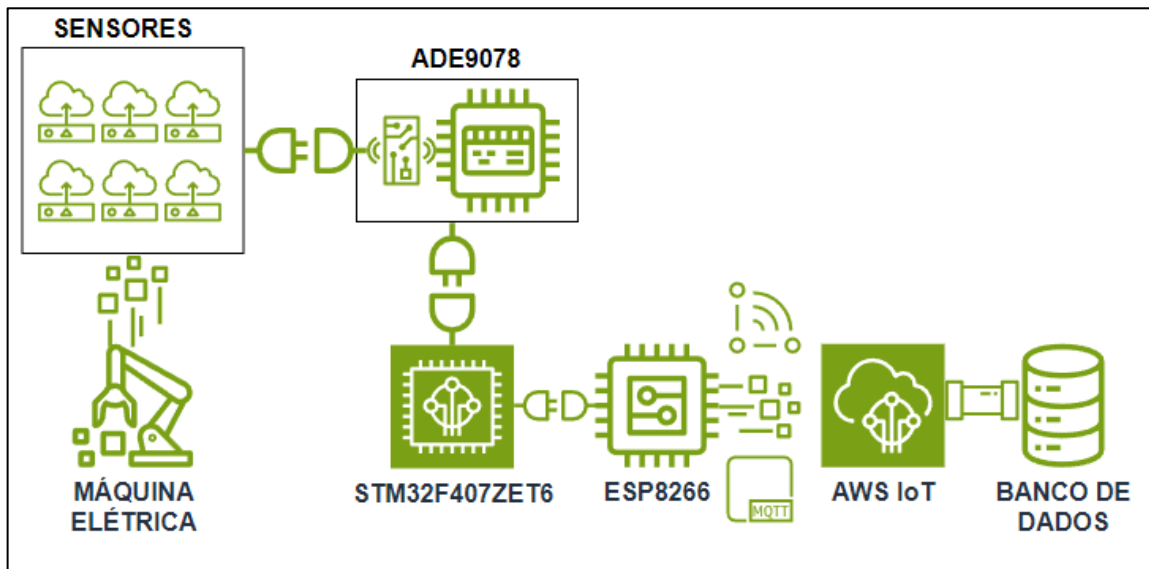 SENSORES
ADE9078
MÁQUINA
ELÉTRICA
STM32F407ZET6
ESP8266
MQTT
AWS IoT
BANCO DE
DADOS